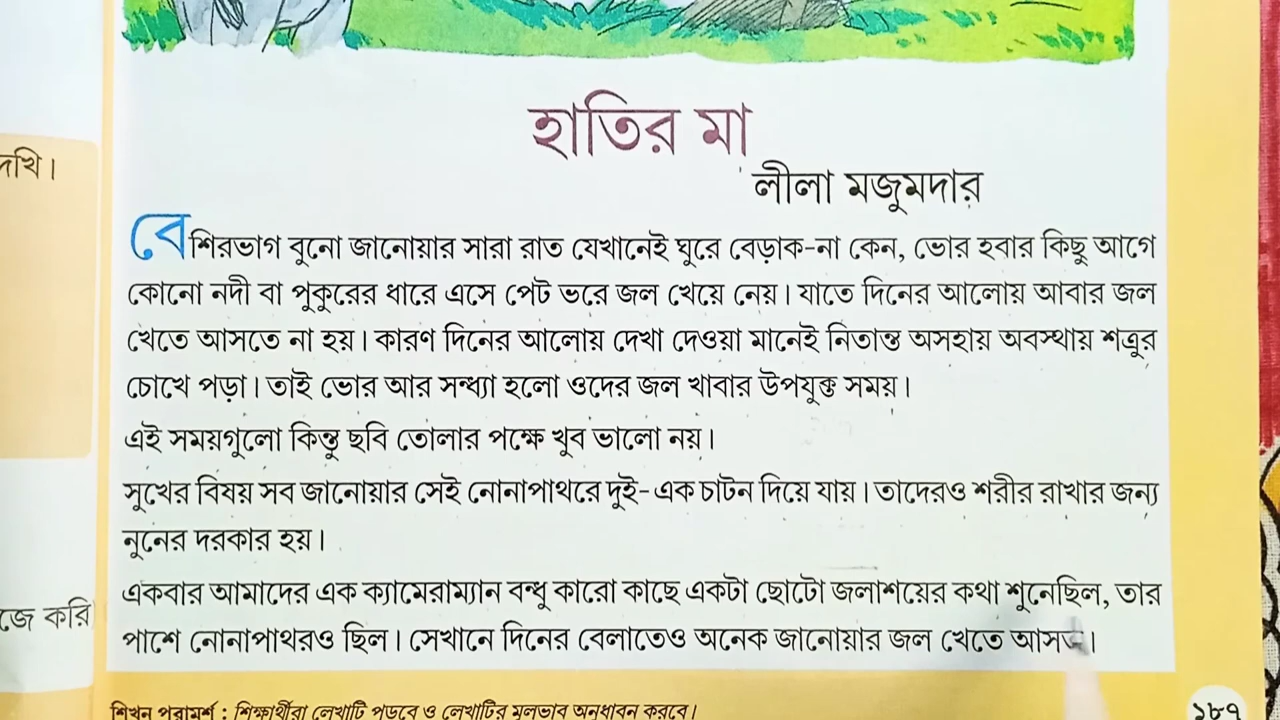 হাতির মা
লীলা মজুমদার
বেশিরভাগ বুনো জানোয়ার সারা রাত যেখানেই ঘুরে বেড়াক-না কেন, ভোর হবার কিছু আগে
কোনো নদী বা পুকুরের ধারে এসে পেট ভরে জল খেয়ে নেয়। যাতে দিনের আলোয় আবার জল
খেতে আসতে না হয়। কারণ দিনের আলোয় দেখা দেওয়া মানেই নিতান্ত অসহায় অবস্থায় শত্রুর
চোখে পড়া। তাই ভোর আর সন্ধ্যা হলো ওদের জল খাবার উপযুক্ত সময়।
এই সময়গুলো কিন্তু ছবি তোলার পক্ষে খুব ভালো নয়।
সুখের বিষয় সব জানোয়ার সেই নোনাপাথরে দুই- এক চাটন দিয়ে যায়। তাদেরও শরীর রাখার জন্য
নুনের দরকার হয়।
একবার আমাদের এক ক্যামেরাম্যান বন্ধু কারো কাছে একটা ছোটো জলাশয়ের কথা শুনেছিল, তার
পাশে নোনাপাথরও ছিল। সেখানে দিনের বেলাতেও অনেক জানোয়ার জল খেতে আসত।
শিখন পরামর্শ : শিক্ষার্থীরা লেখাটি পড়বে ও লেখাটির মূলভাব অনুধাবন করবে।
১৮৭
করি